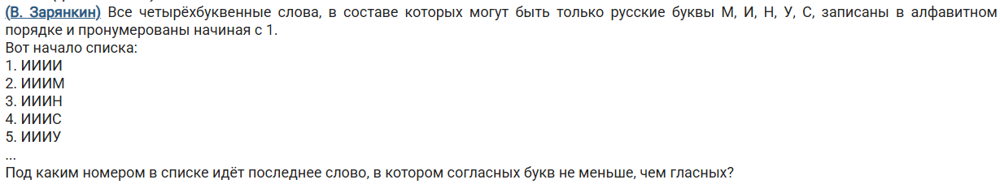 (В. Зарянкин) Все четырёхбуквенные слова, в составе которых могут быть только русские буквы М, И, Н, У, С, записаны в алфавитном
порядке и пронумерованы начиная с 1.
Вот начало списка:
1. ИИИИ
2. ИИИМ
3. ИИИН
4. ИИИС
5. ИИИУ
...
Под каким номером в списке идёт последнее слово, в котором согласных букв не меньше, чем гласных?